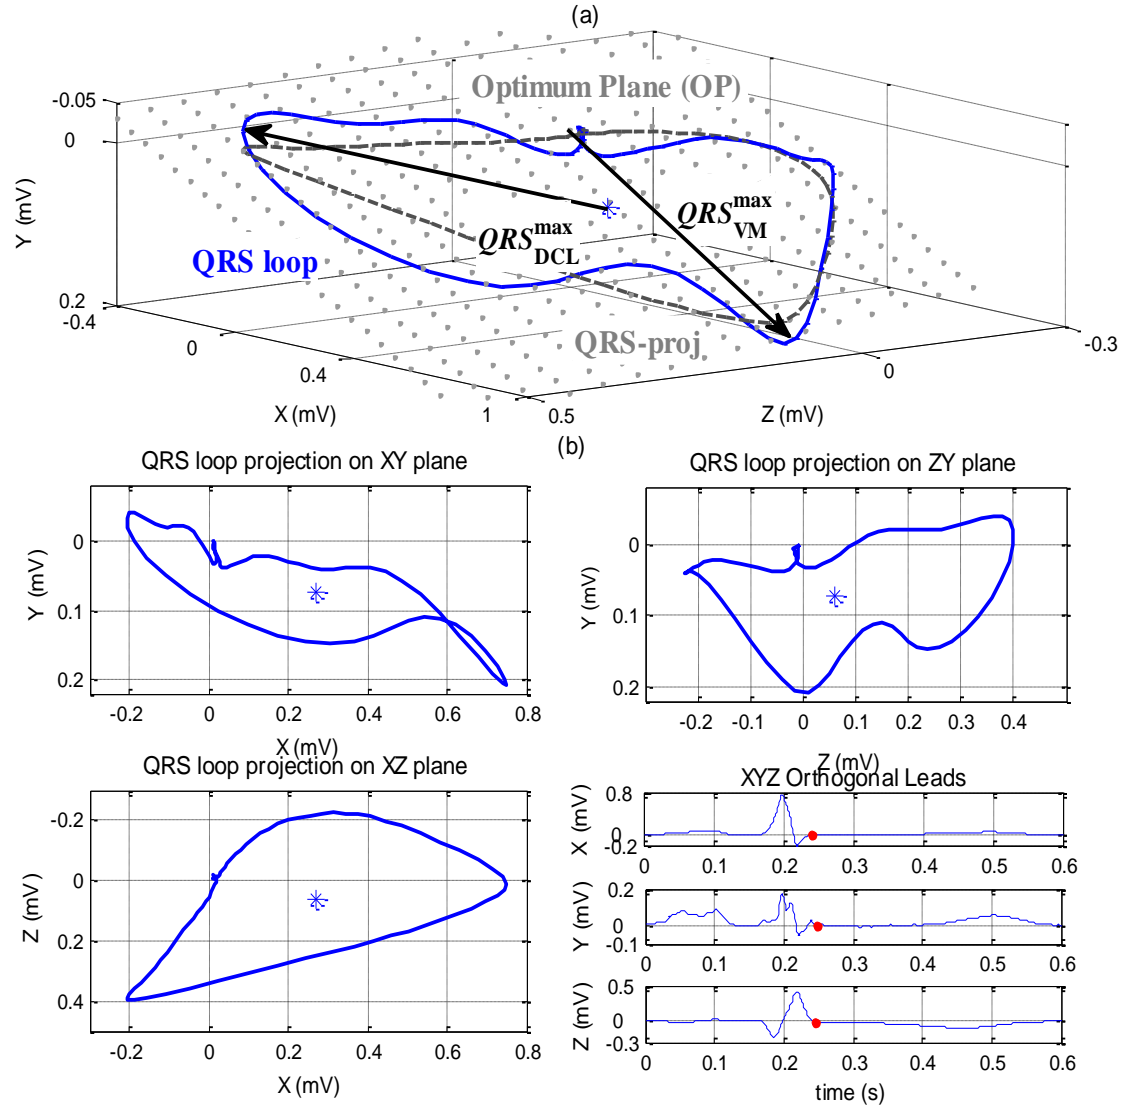 (a)
Optimum Plane (OP)
-0.05
0
Y (mV)
0.2
-0.4
0
0.4
1
X (mV)
0.5
0
-0.3
Z (mV)
QRS loop
QRS max DCL
QRS max VM
QRS-proj
(b)
QRS loop projection on XY plane
0
0.1
0.2
Y (mV)
-0.2 0 0.2 0.4 0.6 0.8
X (mV)
QRS loop projection on ZY plane
0
0.1
0.2
Y (mV)
-0.2 -0.1 0 0.1 0.2 0.3 0.4
Z (mV)
QRS loop projection on XZ plane
-0.2
0
0.2
0.4
Z (mV)
-0.2 0 0.2 0.4 0.6 0.8
X (mV)
XYZ Orthogonal Leads
0.8
0
-0.2
X (mV)
0 0.1 0.2 0.3 0.4 0.5 0.6
0.2
0
-0.1
Y (mV)
0 0.1 0.2 0.3 0.4 0.5 0.6
0.5
0
-0.3
Z (mV)
0 0.1 0.2 0.3 0.4 0.5 0.6
time (s)